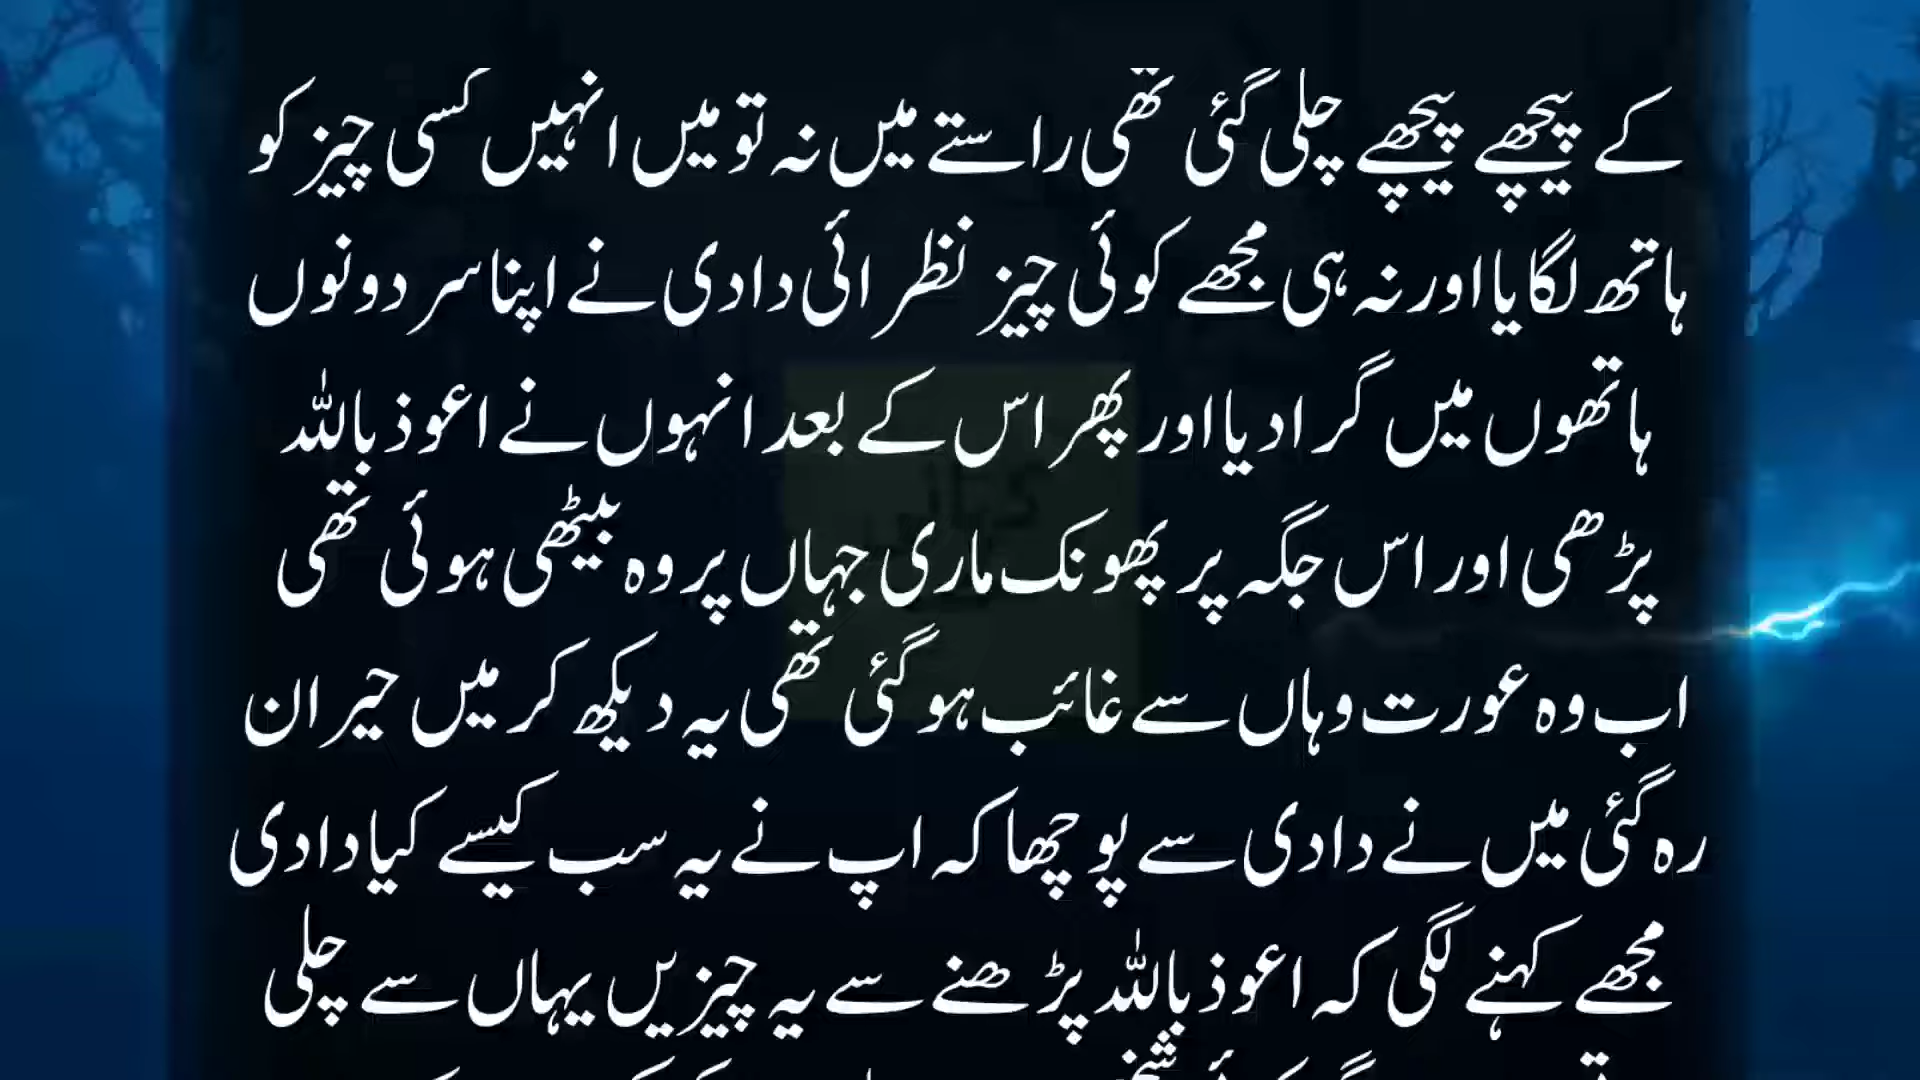 کے پیچھے پیچھے چلی گئی تھی راستے میں نہ تو میں انہیں کسی چیز کو
ہاتھ لگایا اور نہ ہی مجھے کوئی چیز نظر ائی دادی نے اپنا سر دونوں
ہاتھوں میں گرا دیا اور پھر اس کے بعد انہوں نے اعوذ باللہ
پڑھی اور اس جگہ پر پھونک ماری جہاں پر وہ بیٹھی ہوئی تھی
اب وہ عورت وہاں سے غائب ہو گئی تھی یہ دیکھ کر میں حیران
رہ گئی میں نے دادی سے پوچھا کہ اپ نے یہ سب کیسے کیا دادی
مجھے کہنے لگی کہ اعوذ باللہ پڑھنے سے یہ چیزیں یہاں سے چلی